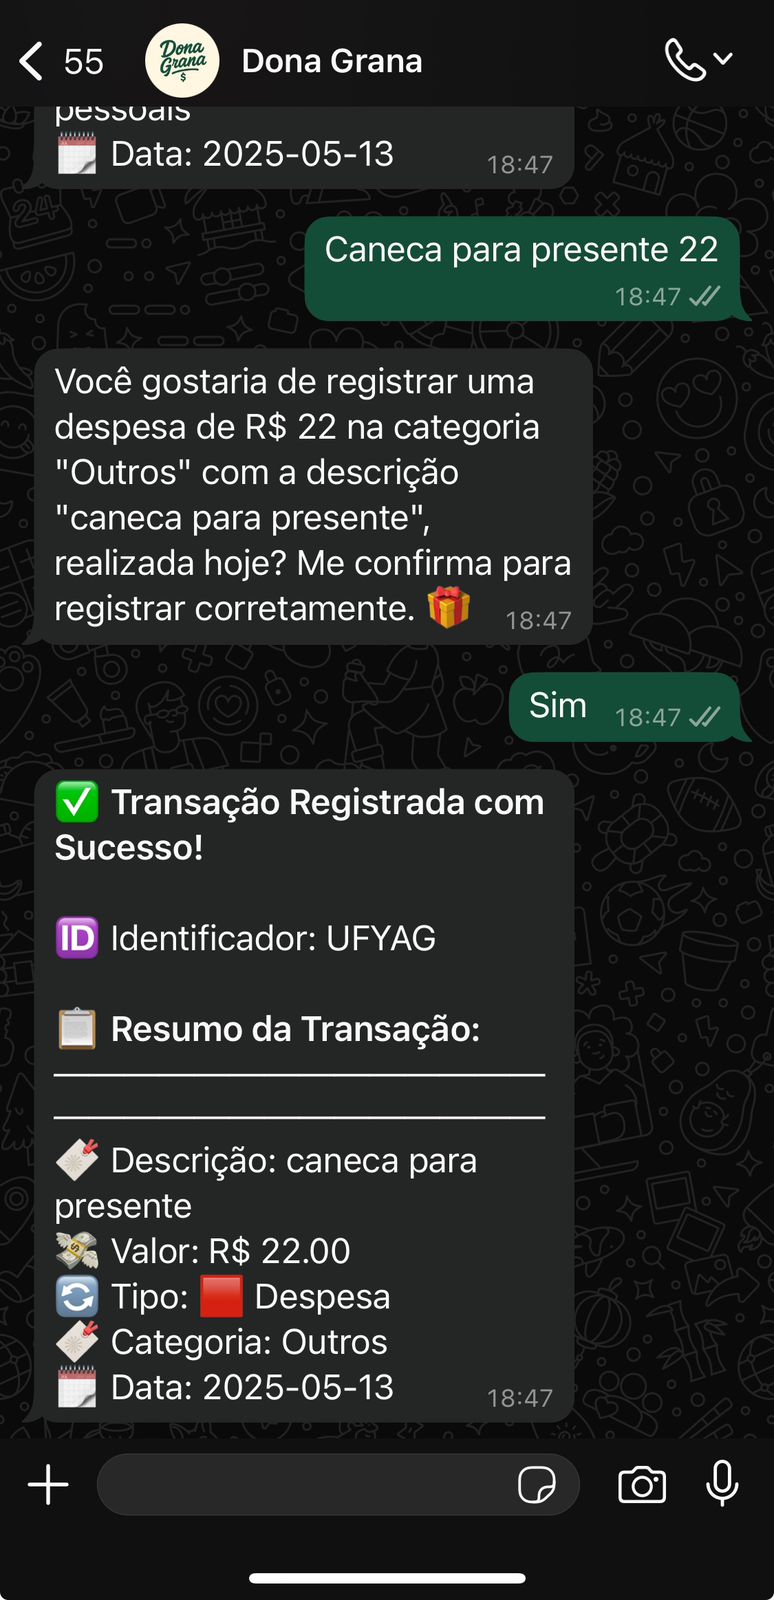 55
Dona Grana $
Dona Grana
pessoais
Data: 2025-05-13
18:47
Caneca para presente 22
18:47
Você gostaria de registrar uma
despesa de R$ 22 na categoria
"Outros" com a descrição
"caneca para presente",
realizada hoje? Me confirma para
registrar corretamente.
18:47
Sim
18:47
Transação Registrada com
Sucesso!
ID Identificador: UFYAG
Resumo da Transação:
Descrição: caneca para
presente
Valor: R$ 22.00
Tipo: Despesa
Categoria: Outros
Data: 2025-05-13
18:47